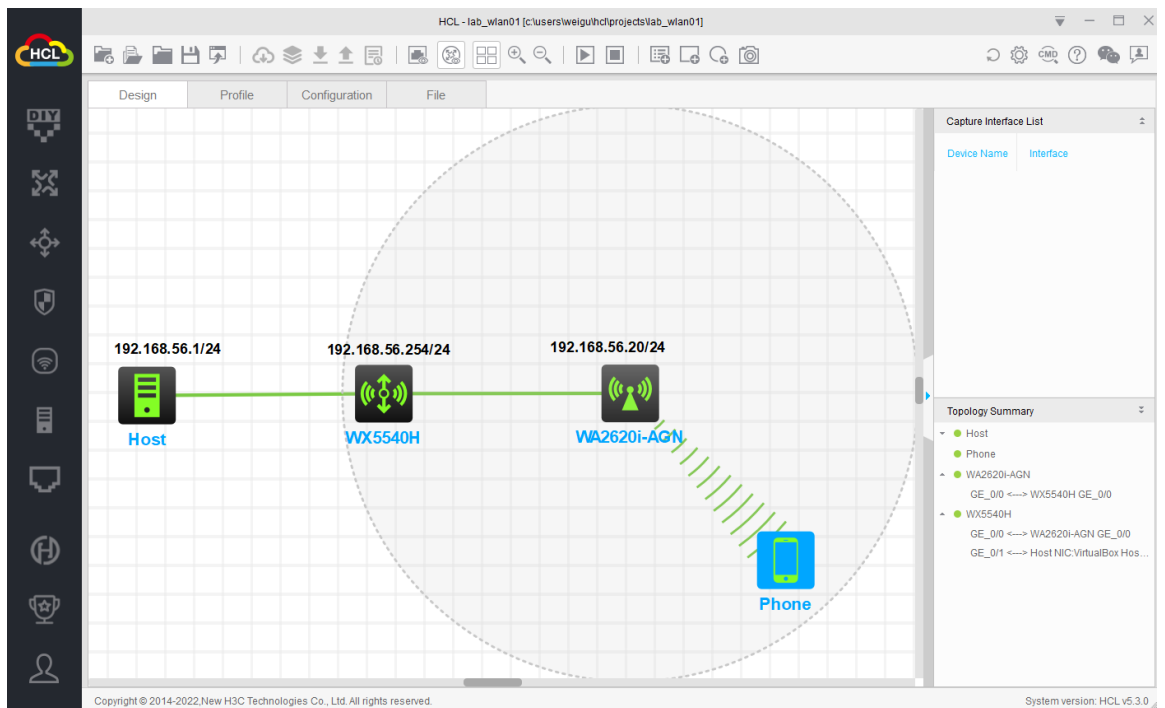 HCL - lab_wlan01 [c:\users\weigu\hcl\projects\lab_wlan01]
HCL
CMD
Design Profile Configuration File
DIY
Capture Interface List
Device Name Interface
192.168.56.1/24
192.168.56.254/24
192.168.56.20/24
Host
WX5540H
WA2620i-AGN
Phone
Topology Summary
Host
Phone
WA2620i-AGN
GE_0/0 <---> WX5540H GE_0/0
WX5540H
GE_0/0 <---> WA2620i-AGN GE_0/0
GE_0/1 <---> Host NIC:VirtualBox Hos...
Copyright © 2014-2022,New H3C Technologies Co., Ltd. All rights reserved.
System version: HCL v5.3.0